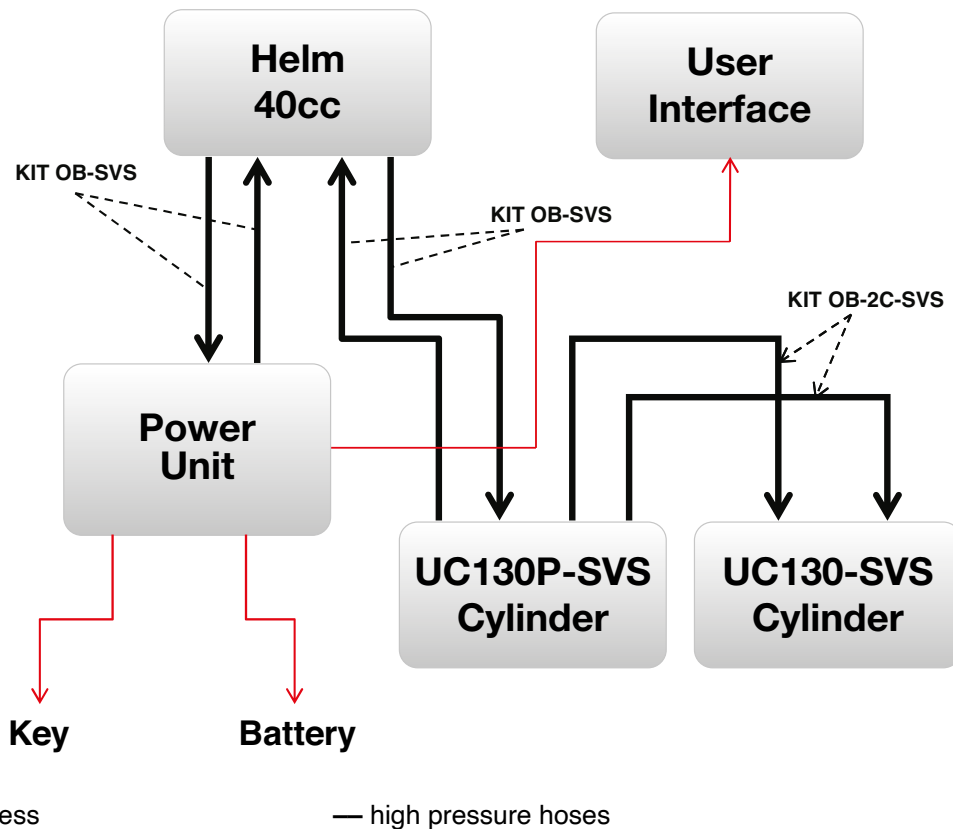 Helm
40cc
User
Interface
KIT OB-SVS
KIT OB-SVS
KIT OB-2C-SVS
Power
Unit
UC130P-SVS
Cylinder
UC130-SVS
Cylinder
Key
Battery
ess
— high pressure hoses